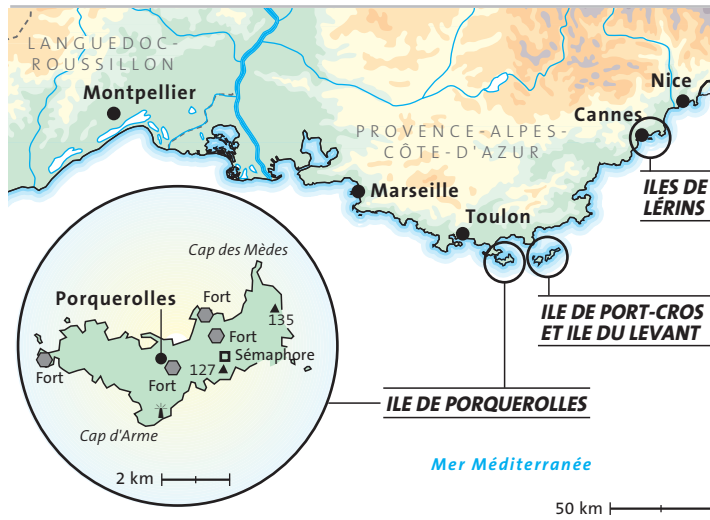 LANGUEDOC-
ROUSSILLON
Montpellier
Nice
Cannes
PROVENCE-ALPES-
CÔTE-D'AZUR
ILES DE
LÉRINS
Marseille
Toulon
Cap des Mèdes
Porquerolles
Fort
135
Fort
Sémaphore
Fort
Fort
127
ILE DE PORT-CROS
ET ILE DU LEVANT
ILE DE PORQUEROLLES
Cap d'Arme
2 km
Mer Méditerranée
50 km